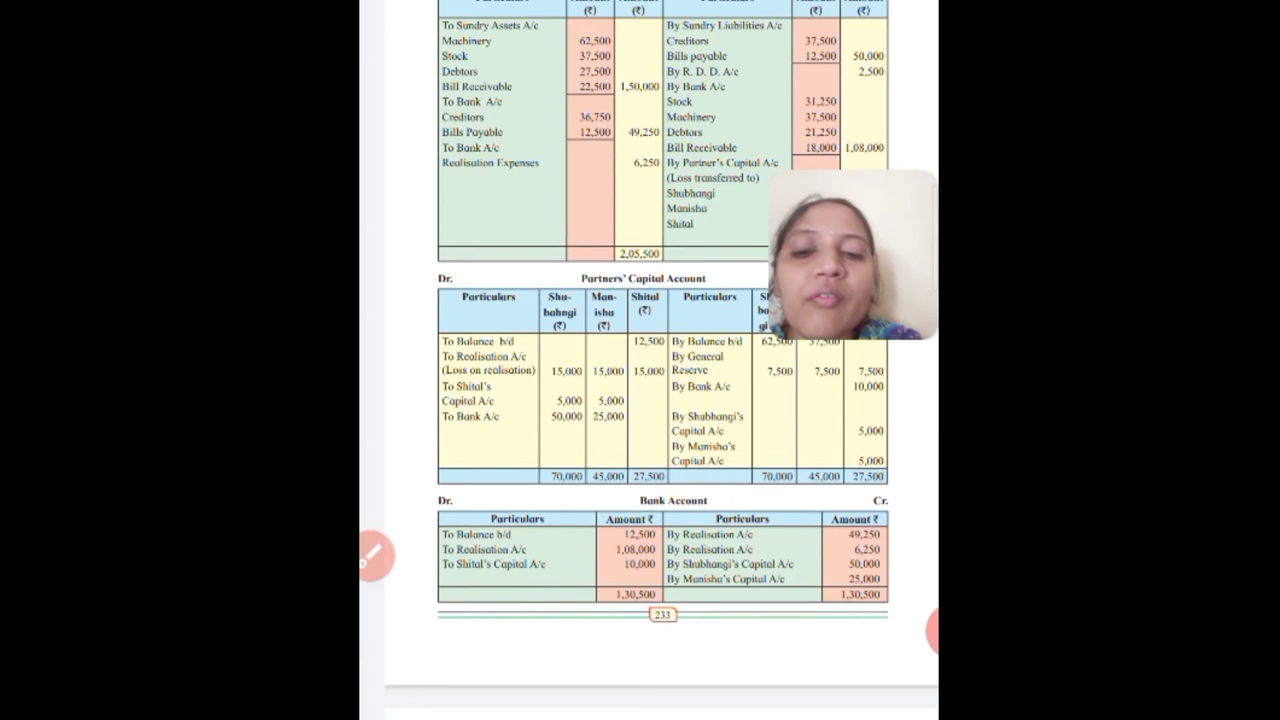 (₹) (₹) (₹) (₹)
To Sundry Assets A/c By Sundry Liabilities A/c
Machinery 62,500 Creditors 37,500
Stock 37,500 Bills payable 12,500 50,000
Debtors 27,500 By R. D. D. A/c 2,500
Bill Receivable 22,500 1,50,000 By Bank A/c
To Bank A/c Stock 31,250
Creditors 36,750 Machinery 37,500
Bills Payable 12,500 49,250 Debtors 21,250
To Bank A/c Bill Receivable 18,000 1,08,000
Realisation Expenses 6,250 By Partner's Capital A/c
(Loss transferred to)
Shubhangi
Manisha
Shital
2,05,500
Dr. Partners' Capital Account
Particulars Shu- Man- Shital Particulars
bahngi isha (₹)
(₹) (₹)
To Balance b/d 12,500 By Balance b/d 62,500 37,500
To Realisation A/c By General
(Loss on realisation) 15,000 15,000 15,000 Reserve 7,500 7,500 7,500
To Shital's By Bank A/c 10,000
Capital A/c 5,000 5,000
To Bank A/c 50,000 25,000 By Shubhangi's
Capital A/c 5,000
By Manisha's
Capital A/c 5,000
70,000 45,000 27,500 70,000 45,000 27,500
Dr. Bank Account Cr.
Particulars Amount ₹ Particulars Amount ₹
To Balance b/d 12,500 By Realisation A/c 49,250
To Realisation A/c 1,08,000 By Realisation A/c 6,250
To Shital's Capital A/c 10,000 By Shubhangi's Capital A/c 50,000
By Manisha's Capital A/c 25,000
1,30,500 1,30,500
233